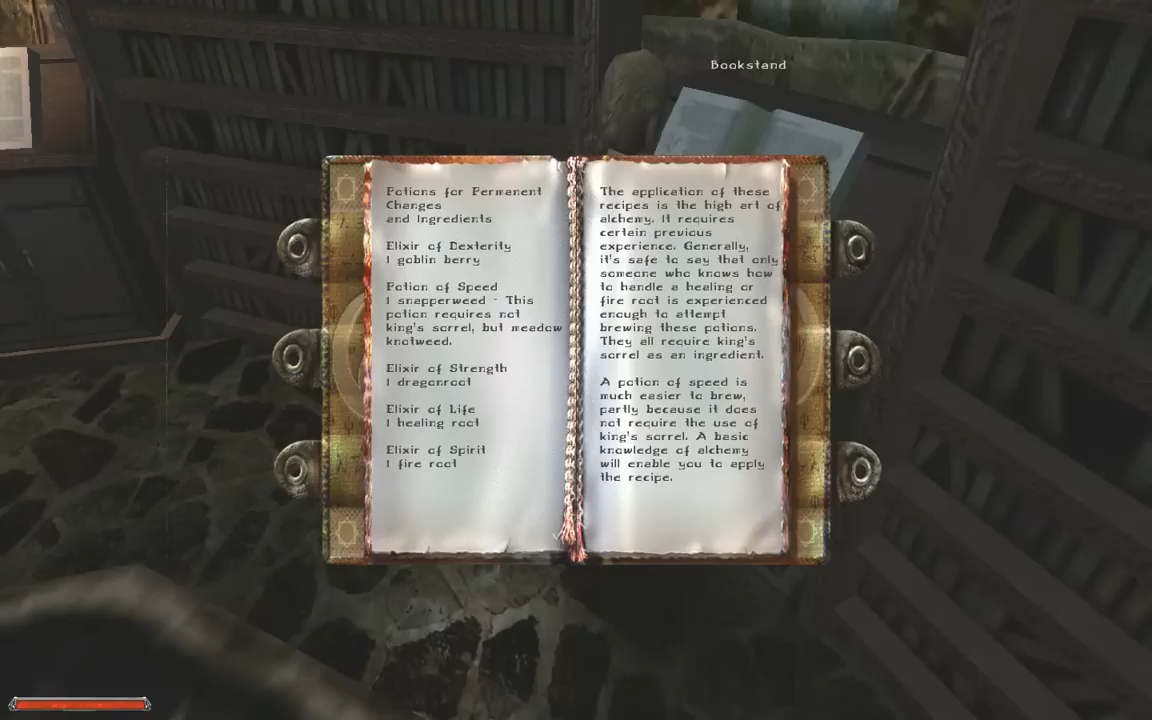 Bookstand
Potions for Permanent
Changes
and Ingredients
Elixir of Dexterity
1 goblin berry
Potion of Speed
1 snapperweed - This
potion requires not
king's sorrel, but meadow
knotweed.
Elixir of Strength
1 dragonroot
Elixir of Life
1 healing root
Elixir of Spirit
1 fire root
The application of these
recipes is the high art of
alchemy. It requires
certain previous
experience. Generally,
it's safe to say that only
someone who knows how
to handle a healing or
fire root is experienced
enough to attempt
brewing these potions.
They all require king's
sorrel as an ingredient.
A potion of speed is
much easier to brew,
partly because it does
not require the use of
king's sorrel. A basic
knowledge of alchemy
will enable you to apply
the recipe.